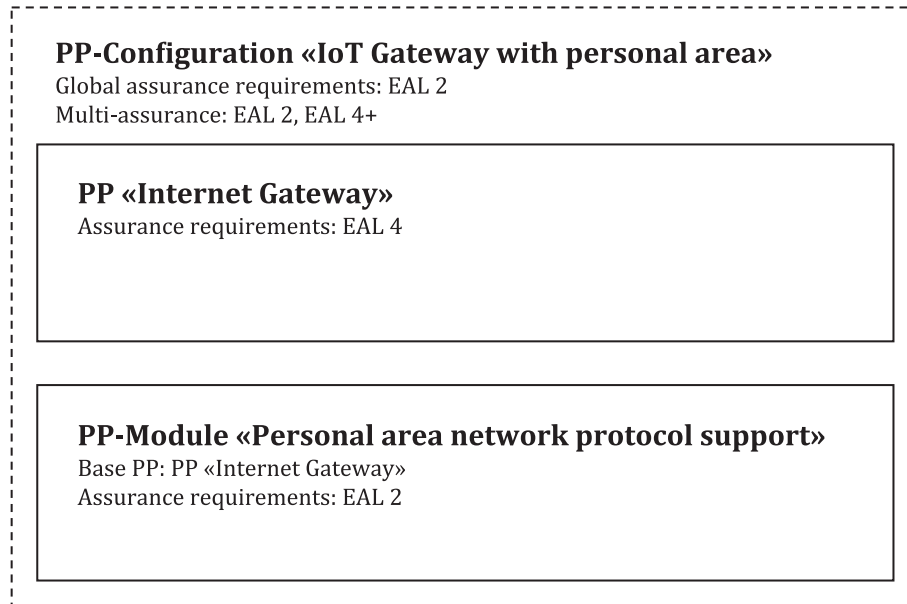 PP-Configuration «IoT Gateway with personal area»
Global assurance requirements: EAL 2
Multi-assurance: EAL 2, EAL 4+
PP «Internet Gateway»
Assurance requirements: EAL 4
PP-Module «Personal area network protocol support»
Base PP: PP «Internet Gateway»
Assurance requirements: EAL 2